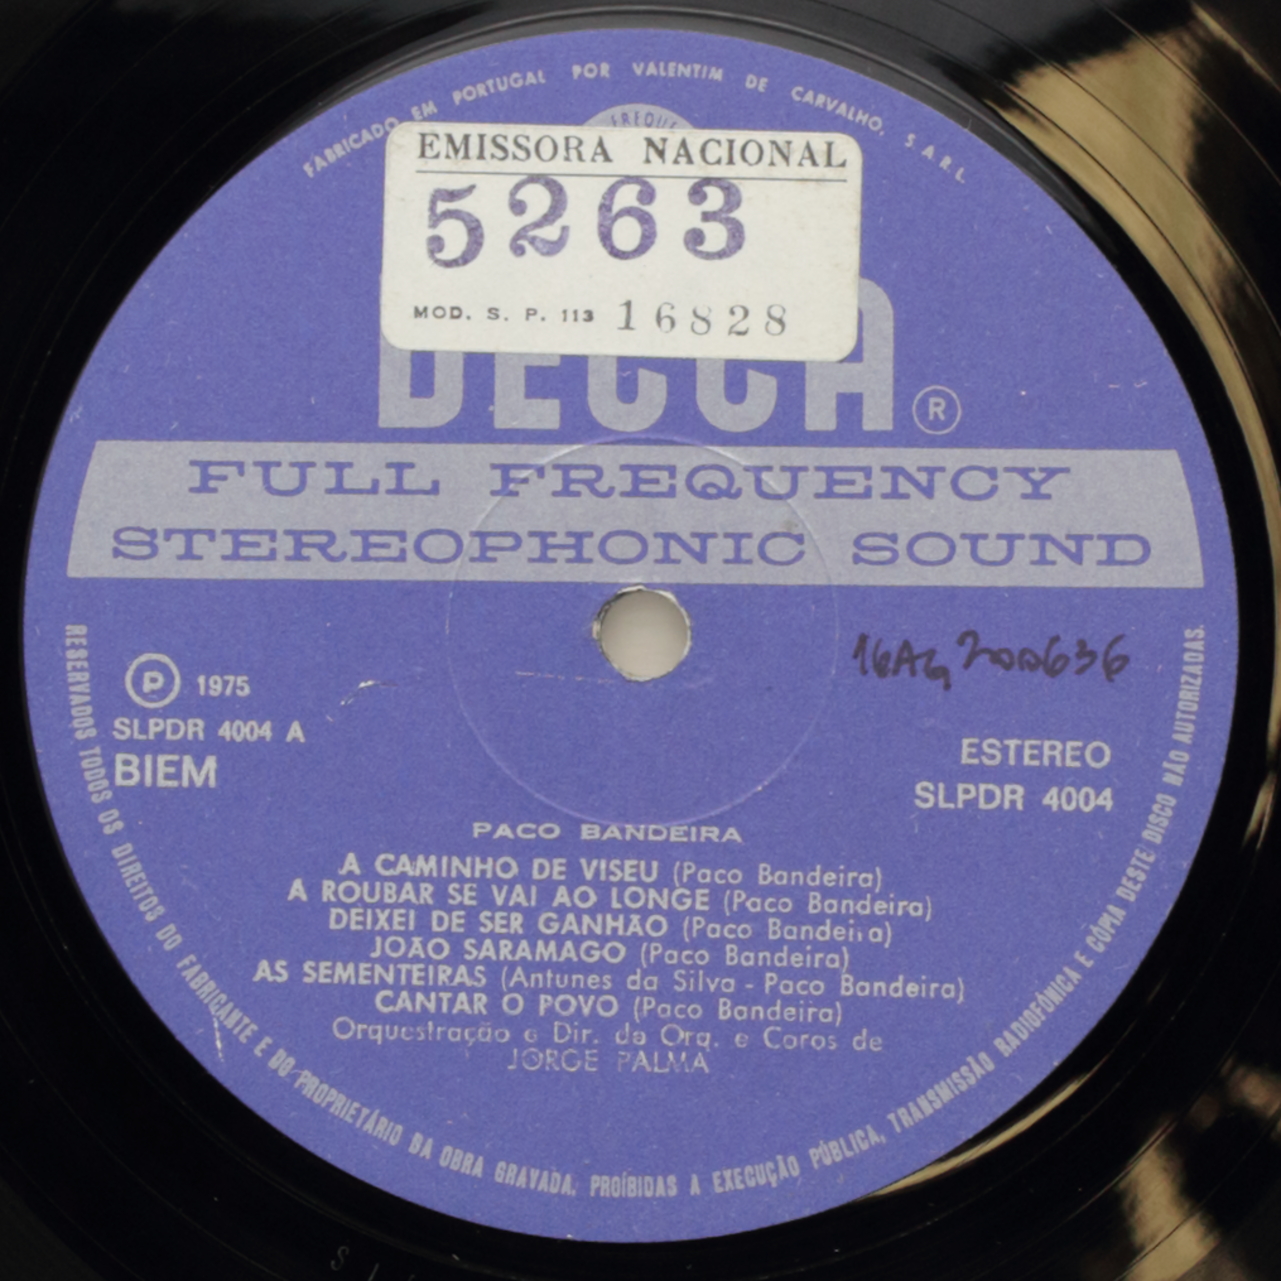 FABRICADO EM PORTUGAL POR VALENTIM DE CARVALHO, S.A.R.L.
EMISSORA NACIONAL
5263
MOD. S. P. 113 16828
DECCA ®
FULL FREQUENCY
STEREOPHONIC SOUND
16AG 200636
℗ 1975
SLPDR 4004 A
BIEM
ESTEREO
SLPDR 4004
PACO BANDEIRA
A CAMINHO DE VISEU (Paco Bandeira)
A ROUBAR SE VAI AO LONGE (Paco Bandeira)
DEIXEI DE SER GANHÃO (Paco Bandeira)
JOÃO SARAMAGO (Paco Bandeira)
AS SEMENTEIRAS (Antunes da Silva - Paco Bandeira)
CANTAR O POVO (Paco Bandeira)
Orquestração e Dir. da Orq. e Coros de
JORGE PALMA
RESERVADOS TODOS OS DIREITOS DO FABRICANTE E DO PROPRIETÁRIO DA OBRA GRAVADA. PROÍBIDAS A EXECUÇÃO PÚBLICA, TRANSMISSÃO RADIOFÓNICA E CÓPIA DESTE DISCO NÃO AUTORIZADAS.